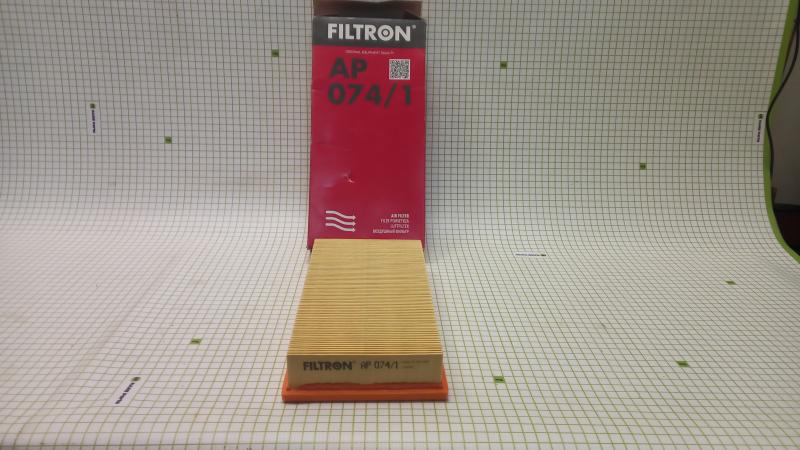 FILTRON®
AP
074/1
AIR FILTER
FILTR POWIETRZA
LUFTFILTER
ВОЗДУШНЫЙ ФИЛЬТР
FILTRON® AP 074/1